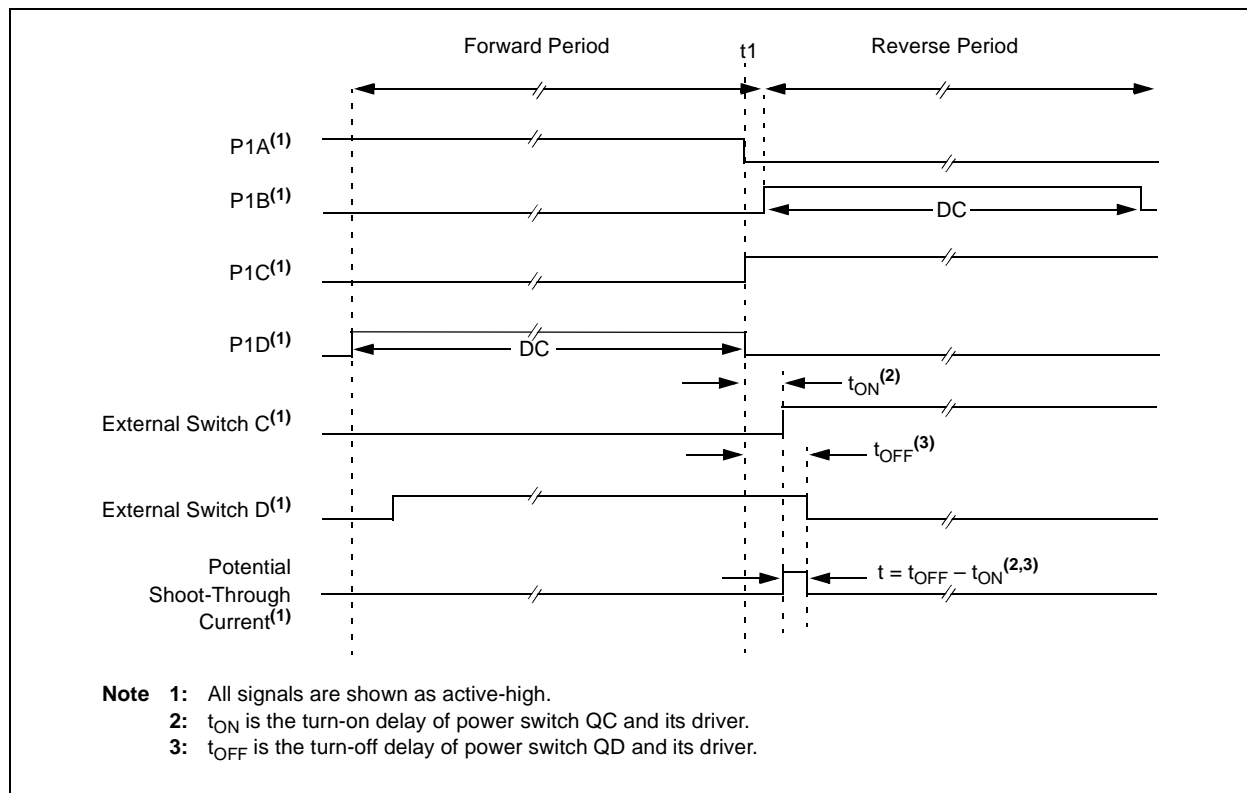 Forward Period
t1
Reverse Period
P1A(1)
P1B(1)
DC
P1C(1)
P1D(1)
DC
tON(2)
External Switch C(1)
tOFF(3)
External Switch D(1)
Potential
Shoot-Through
Current(1)
t = tOFF – tON(2,3)
Note 1: All signals are shown as active-high.
2: tON is the turn-on delay of power switch QC and its driver.
3: tOFF is the turn-off delay of power switch QD and its driver.